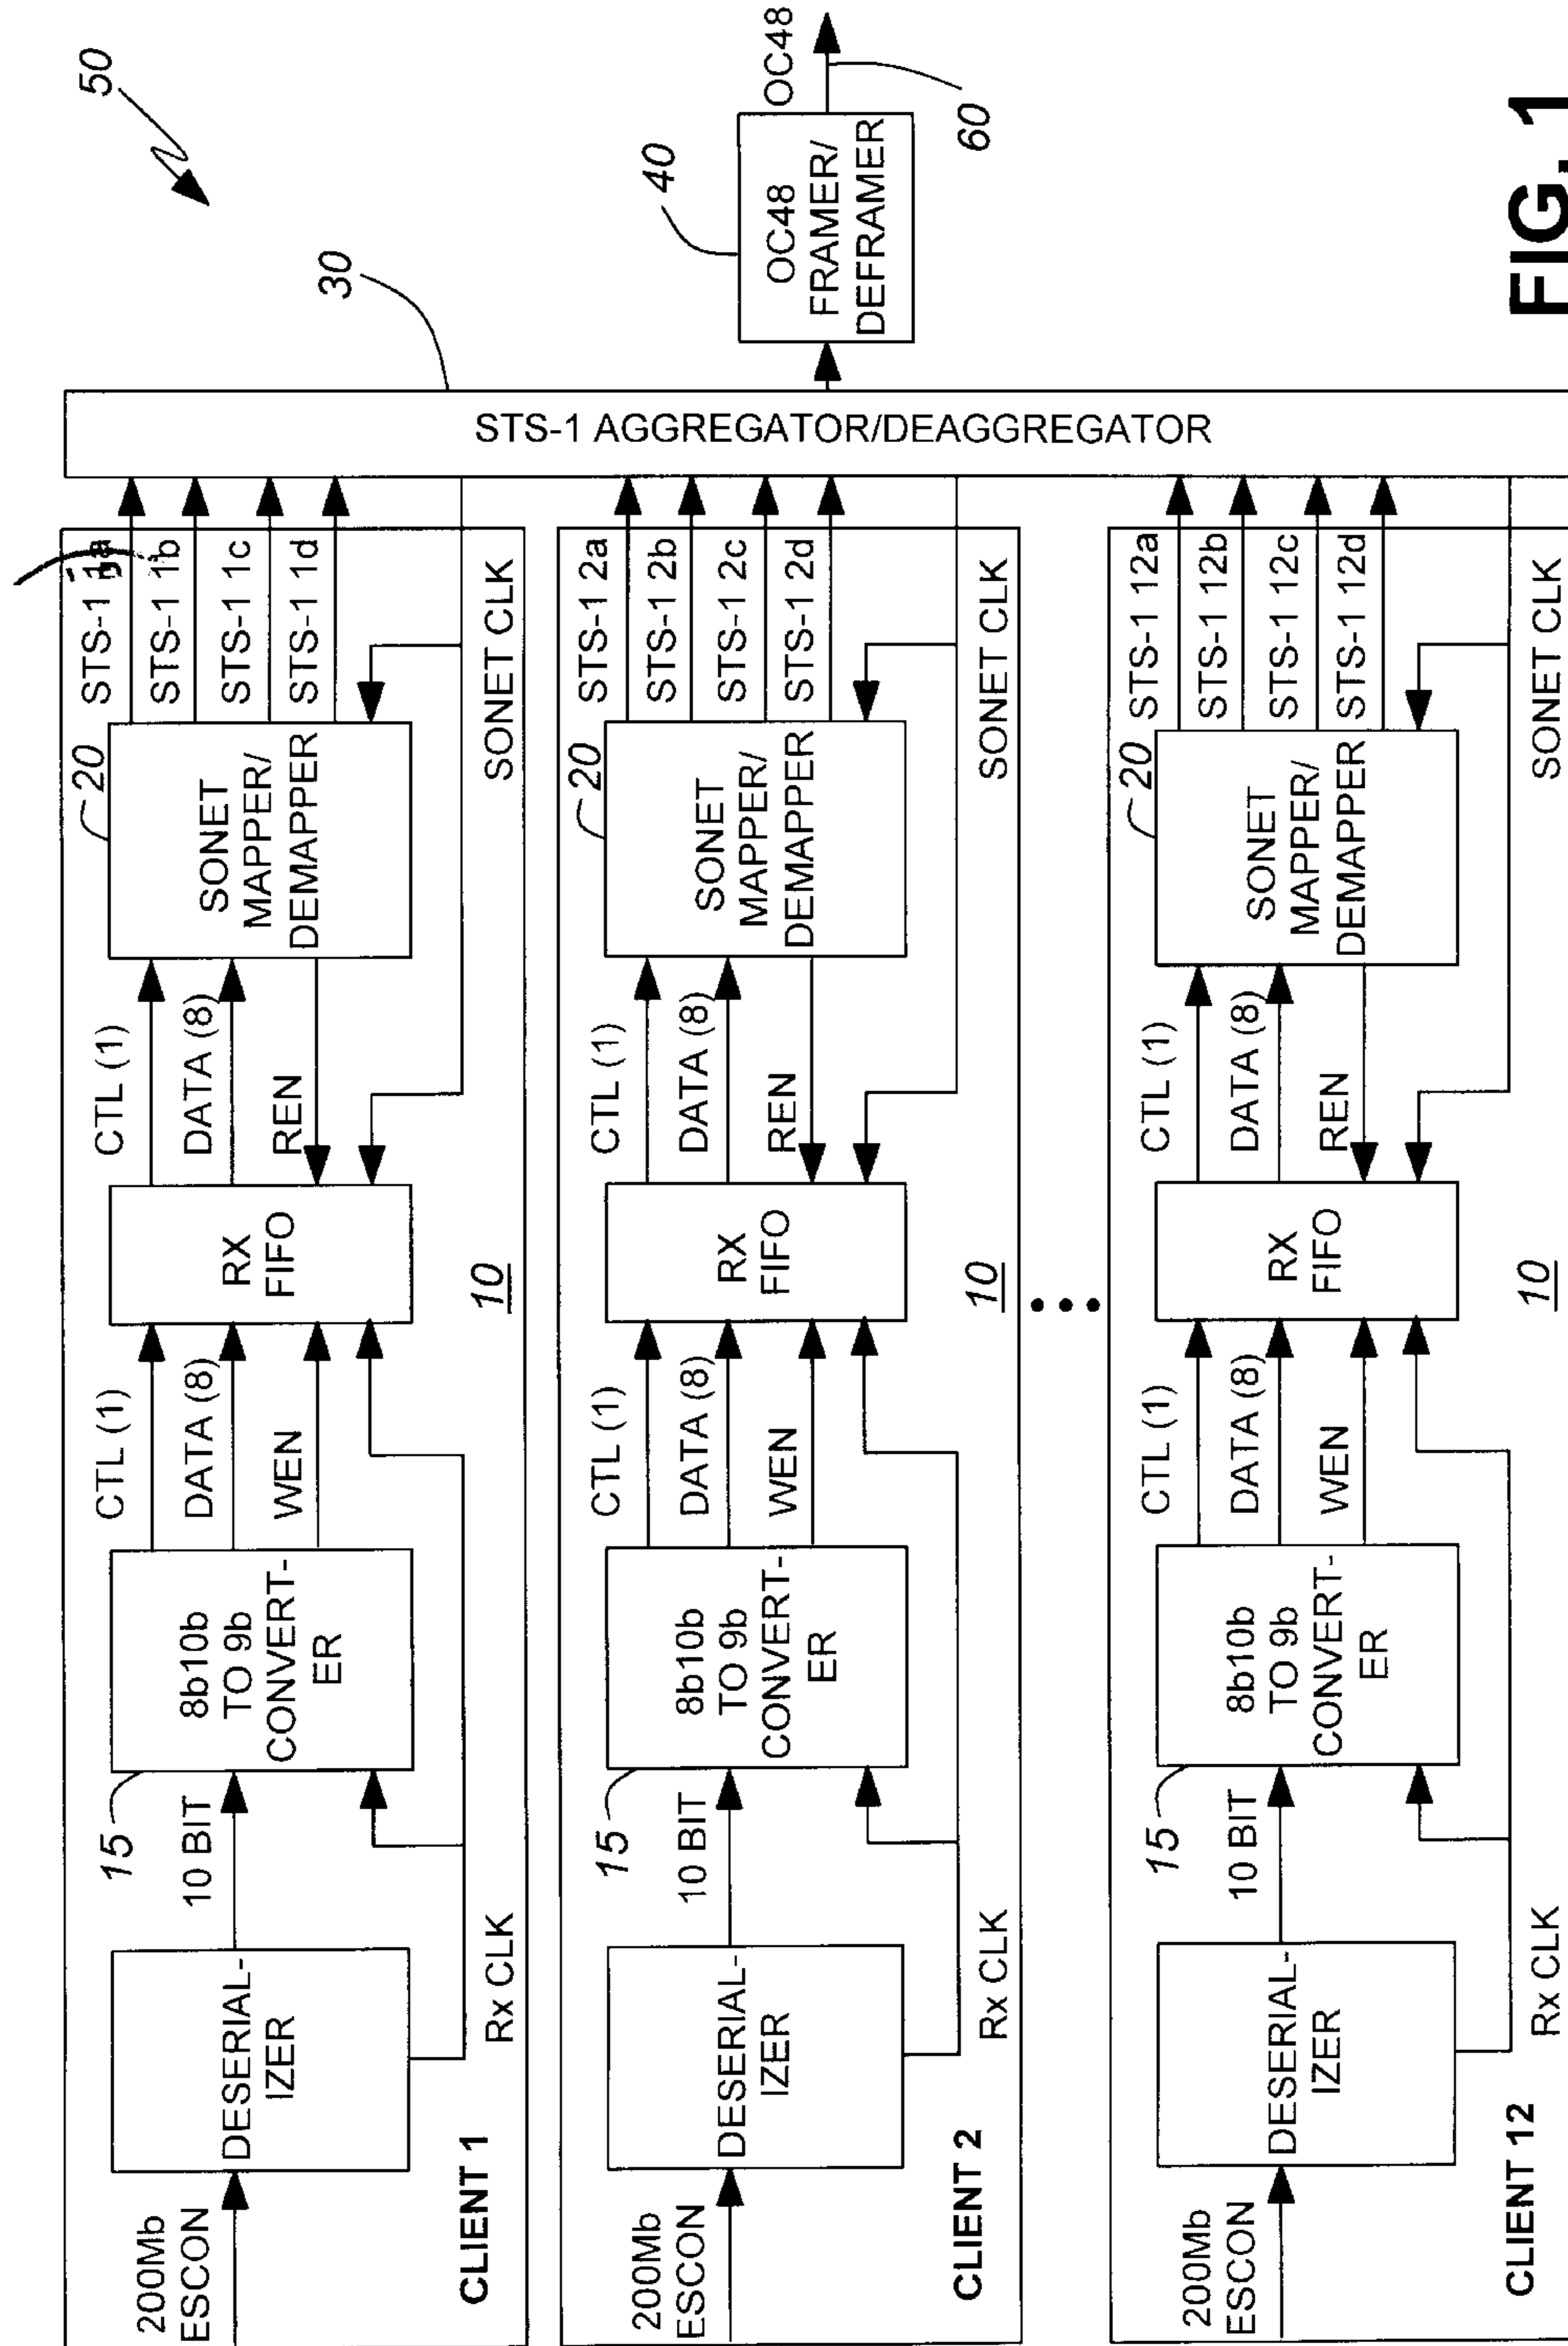 50
30
40
OC48
FRAMER/
DEFRAMER
OC48
60
STS-1 AGGREGATOR/DEAGGREGATOR
CLIENT 1
200Mb
ESCON
DESERIAL-
IZER
Rx CLK
10 BIT
15
8b10b
TO 9b
CONVERT-
ER
CTL (1)
DATA (8)
WEN
RX
FIFO
10
CTL (1)
DATA (8)
REN
20
SONET
MAPPER/
DEMAPPER
SONET CLK
STS-1 1a
STS-1 1b
STS-1 1c
STS-1 1d
CLIENT 2
200Mb
ESCON
DESERIAL-
IZER
Rx CLK
10 BIT
15
8b10b
TO 9b
CONVERT-
ER
CTL (1)
DATA (8)
WEN
RX
FIFO
10
CTL (1)
DATA (8)
REN
20
SONET
MAPPER/
DEMAPPER
SONET CLK
STS-1 2a
STS-1 2b
STS-1 2c
STS-1 2d
CLIENT 12
200Mb
ESCON
DESERIAL-
IZER
Rx CLK
10 BIT
15
8b10b
TO 9b
CONVERT-
ER
CTL (1)
DATA (8)
WEN
RX
FIFO
10
CTL (1)
DATA (8)
REN
20
SONET
MAPPER/
DEMAPPER
SONET CLK
STS-1 12a
STS-1 12b
STS-1 12c
STS-1 12d
FIG. 1